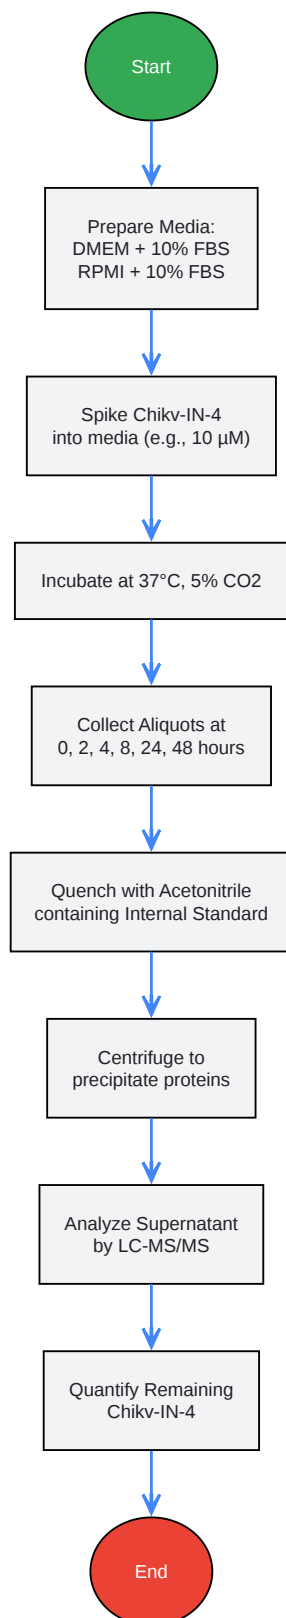 Start
Prepare Media:
DMEM + 10% FBS
RPMI + 10% FBS
Spike Chikv-IN-4
into media (e.g., 10 µM)
Incubate at 37°C, 5% CO2
Collect Aliquots at
0, 2, 4, 8, 24, 48 hours
Quench with Acetonitrile
containing Internal Standard
Centrifuge to
precipitate proteins
Analyze Supernatant
by LC-MS/MS
Quantify Remaining
Chikv-IN-4
End